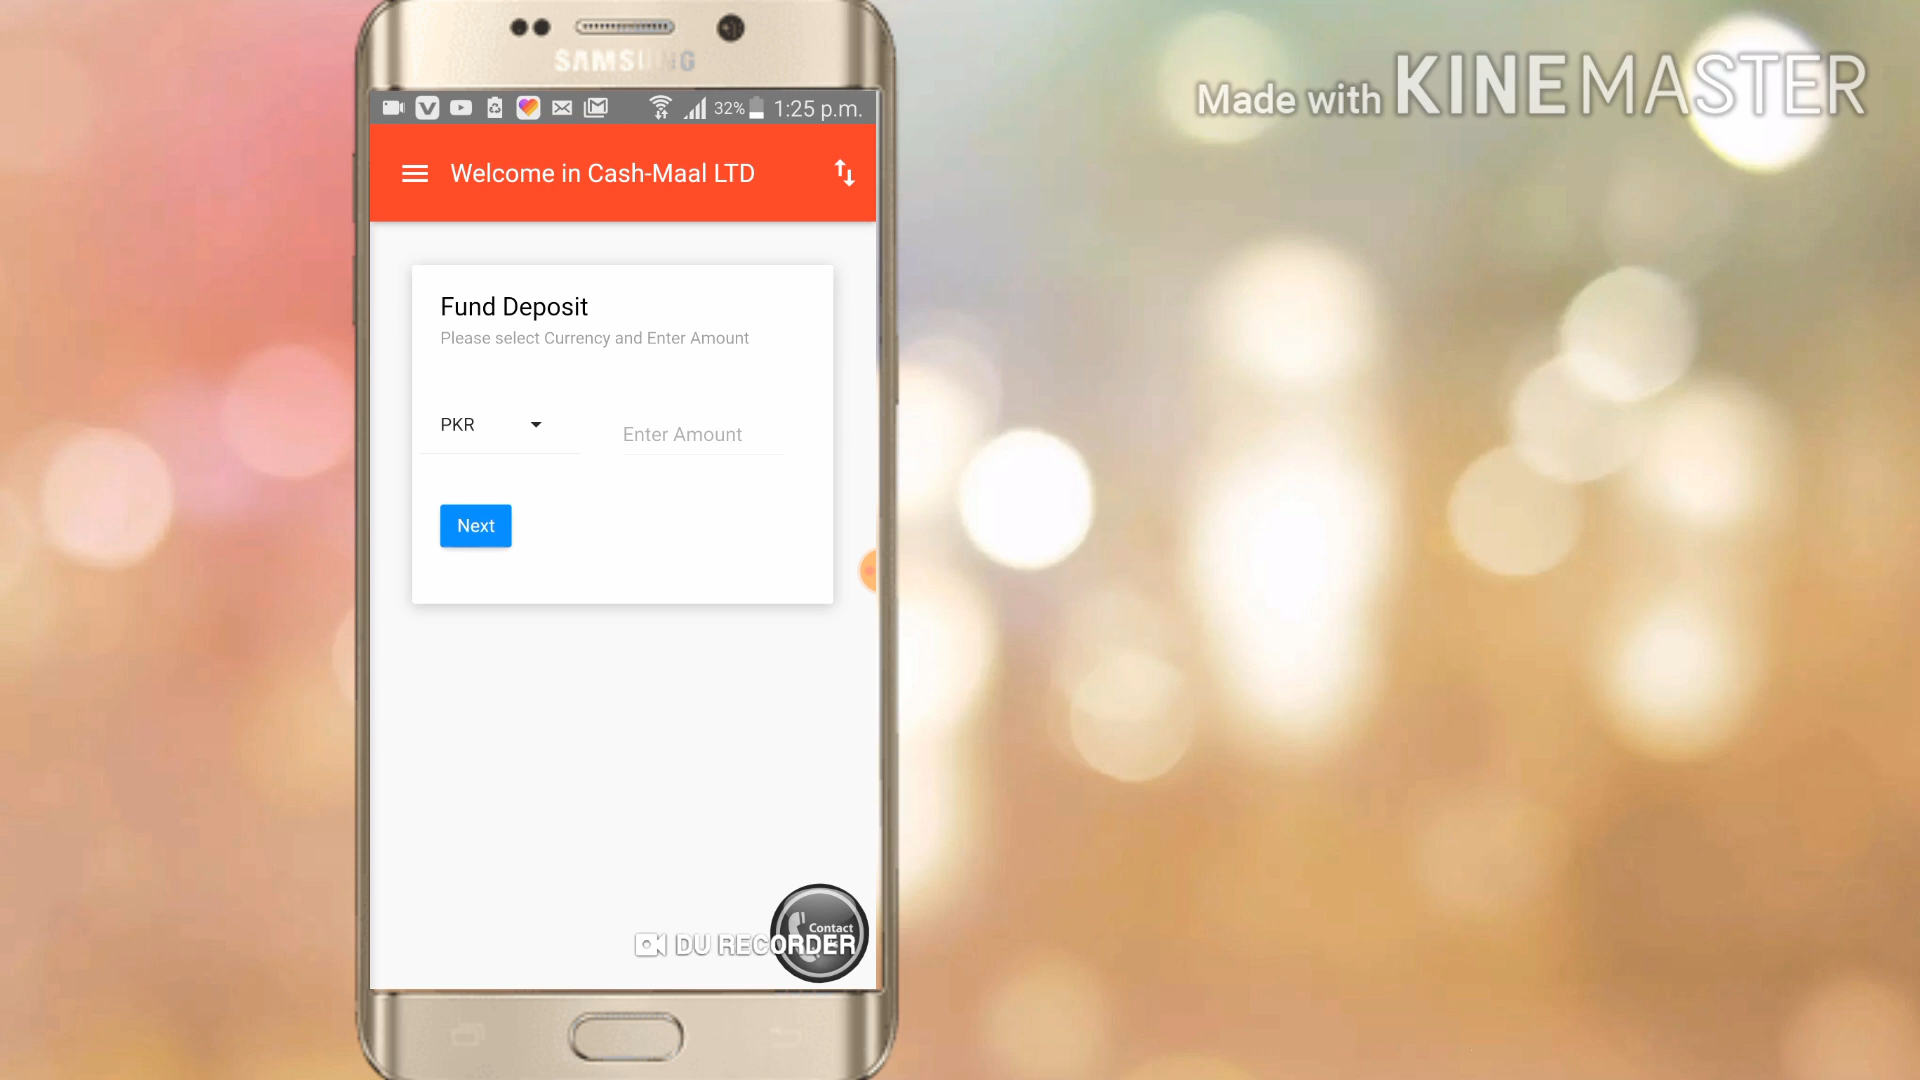 Made with KINEMASTER
SAMSUNG
32% 1:25 p.m.
Welcome in Cash-Maal LTD
Fund Deposit
Please select Currency and Enter Amount
PKR
Enter Amount
Next
Contact
DU RECORDER